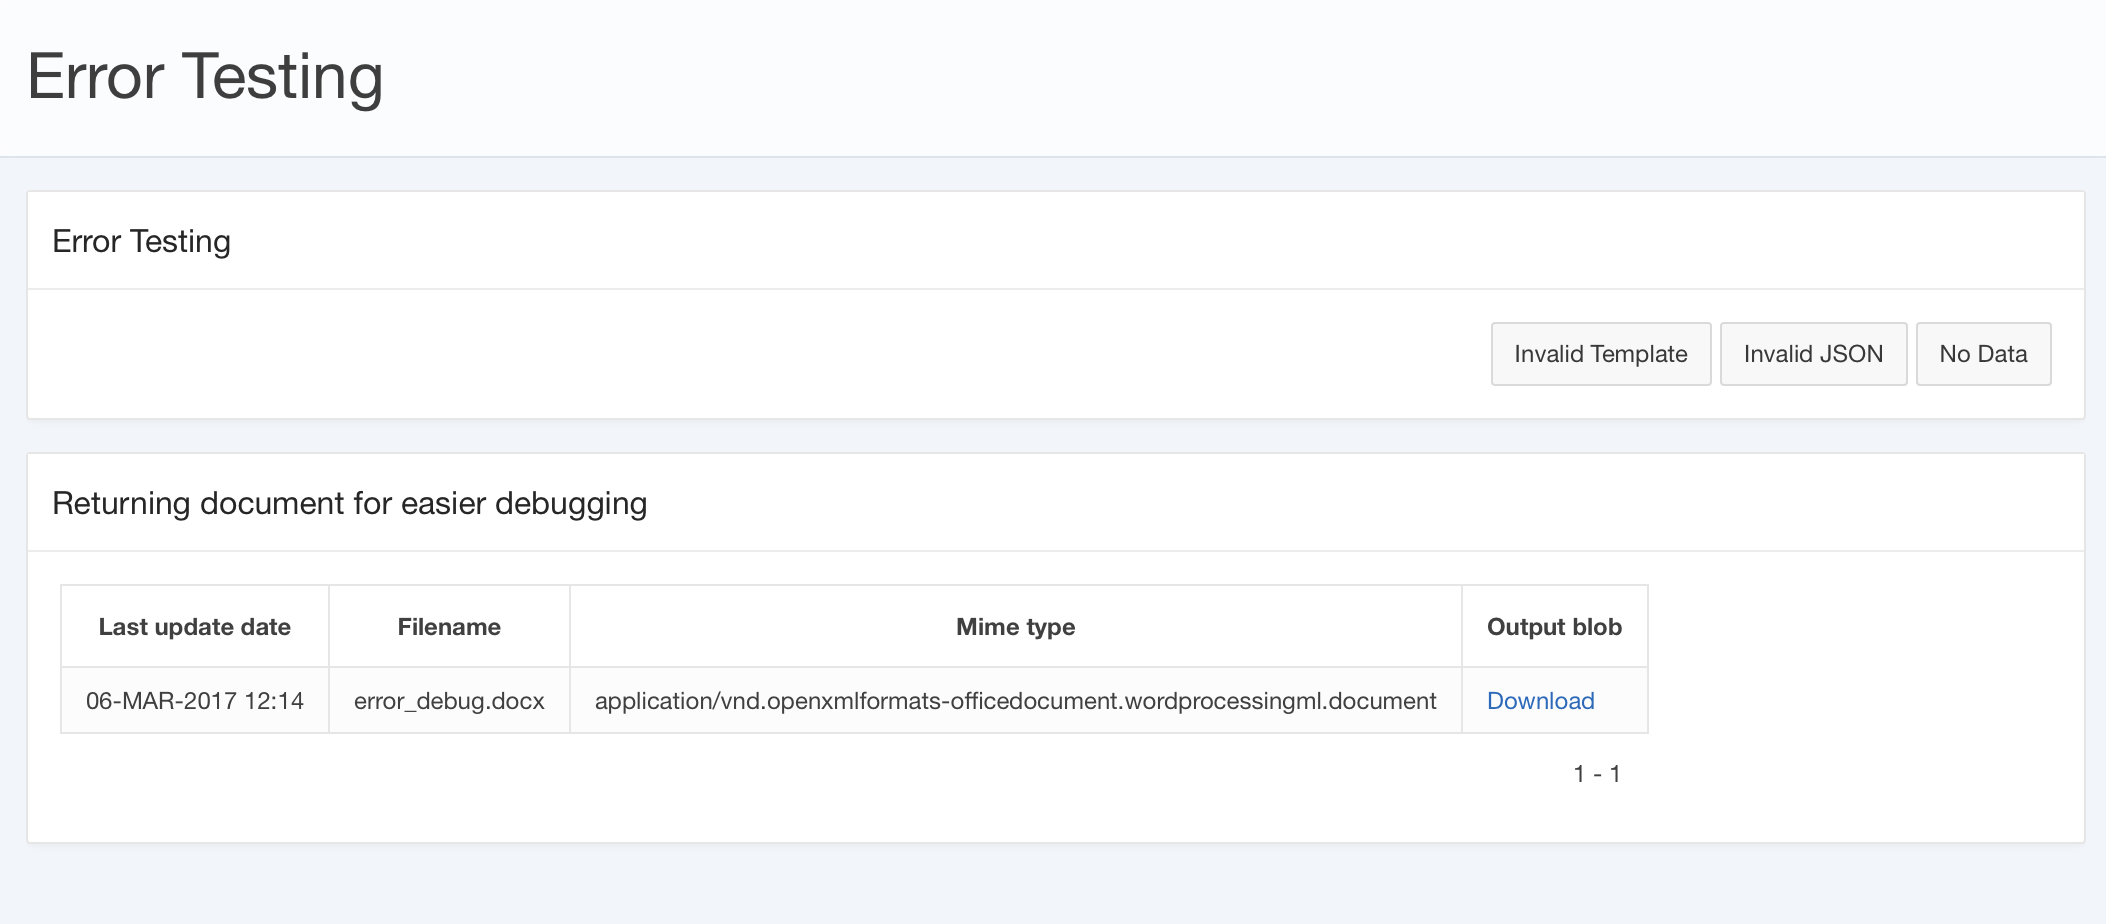 Error Testing
Error Testing
Invalid Template Invalid JSON No Data
Returning document for easier debugging
Last update date Filename Mime type Output blob
06-MAR-2017 12:14 error_debug.docx application/vnd.openxmlformats-officedocument.wordprocessingml.document Download
1 - 1